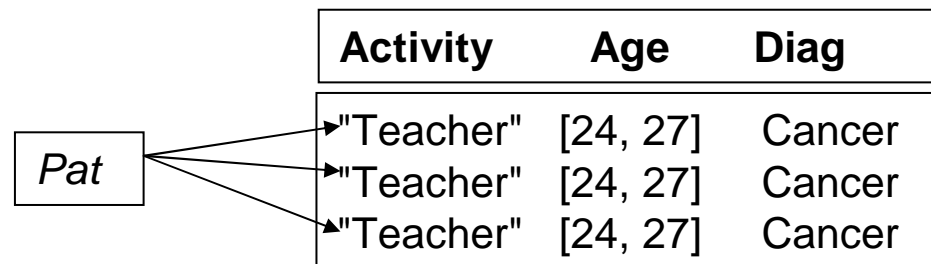 Activity Age Diag
"Teacher" [24, 27] Cancer
Pat
"Teacher" [24, 27] Cancer
"Teacher" [24, 27] Cancer